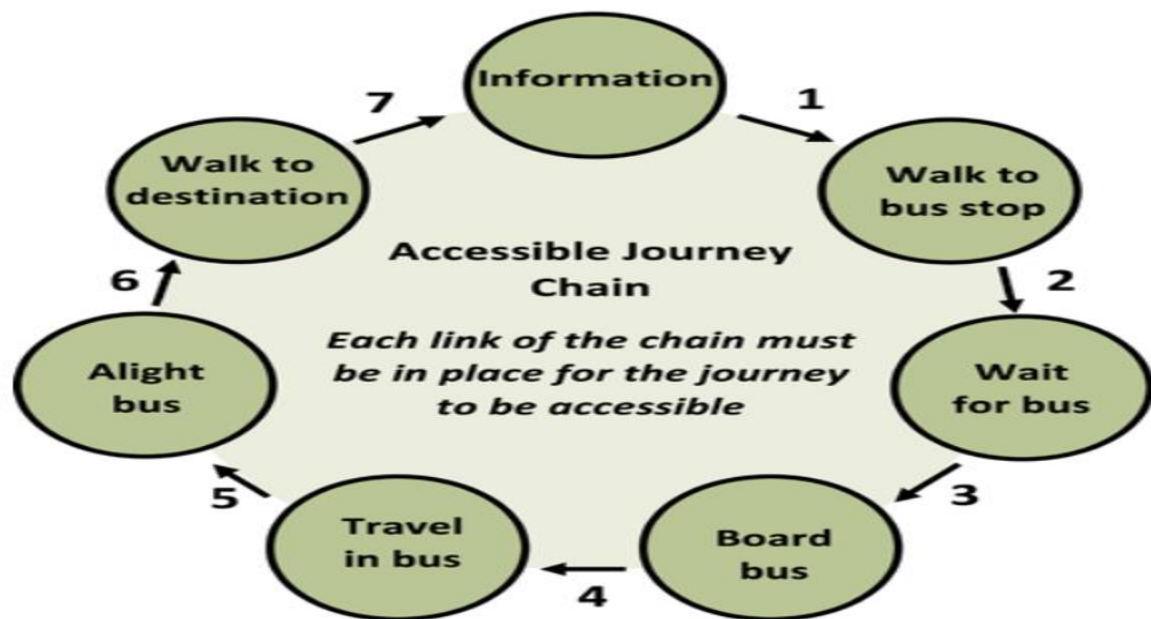 Information
1
Walk to
bus stop
2
Wait
for bus
3
Board
bus
4
Travel
in bus
5
Alight
bus
6
Walk to
destination
7
Accessible Journey
Chain
Each link of the chain must
be in place for the journey
to be accessible